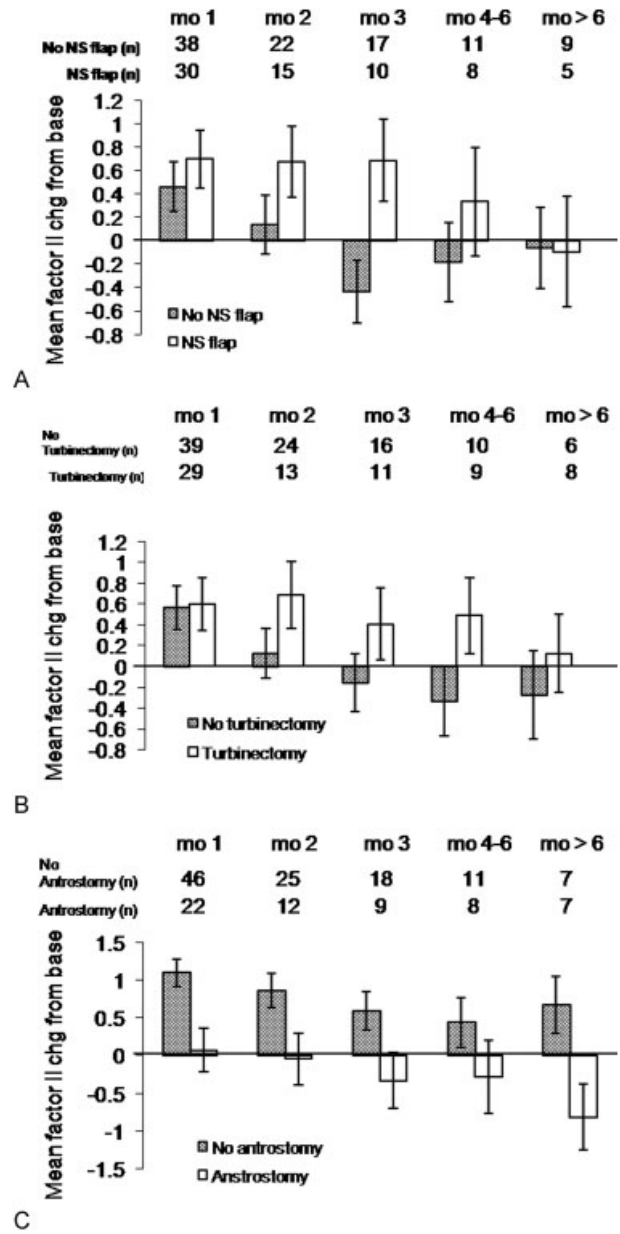 mo 1 mo 2 mo 3 mo 4-6 mo > 6
No NS flap (n) 38 22 17 11 9
NS flap (n) 30 15 10 8 5
Mean factor II chg from base
1.2
1
0.8
0.6
0.4
0.2
0
-0.2
-0.4
-0.6
-0.8
No NS flap
NS flap
A
mo 1 mo 2 mo 3 mo 4-6 mo > 6
No
Turbinectomy (n) 39 24 16 10 6
Turbinectomy (n) 29 13 11 9 8
Mean factor II chg from base
1.2
1
0.8
0.6
0.4
0.2
0
-0.2
-0.4
-0.6
-0.8
No turbinectomy
Turbinectomy
B
mo 1 mo 2 mo 3 mo 4-6 mo > 6
No
Antrostomy (n) 46 25 18 11 7
Antrostomy (n) 22 12 9 8 7
Mean factor II chg from base
1.5
1
0.5
0
-0.5
-1
-1.5
No antrostomy
Anstrostomy
C